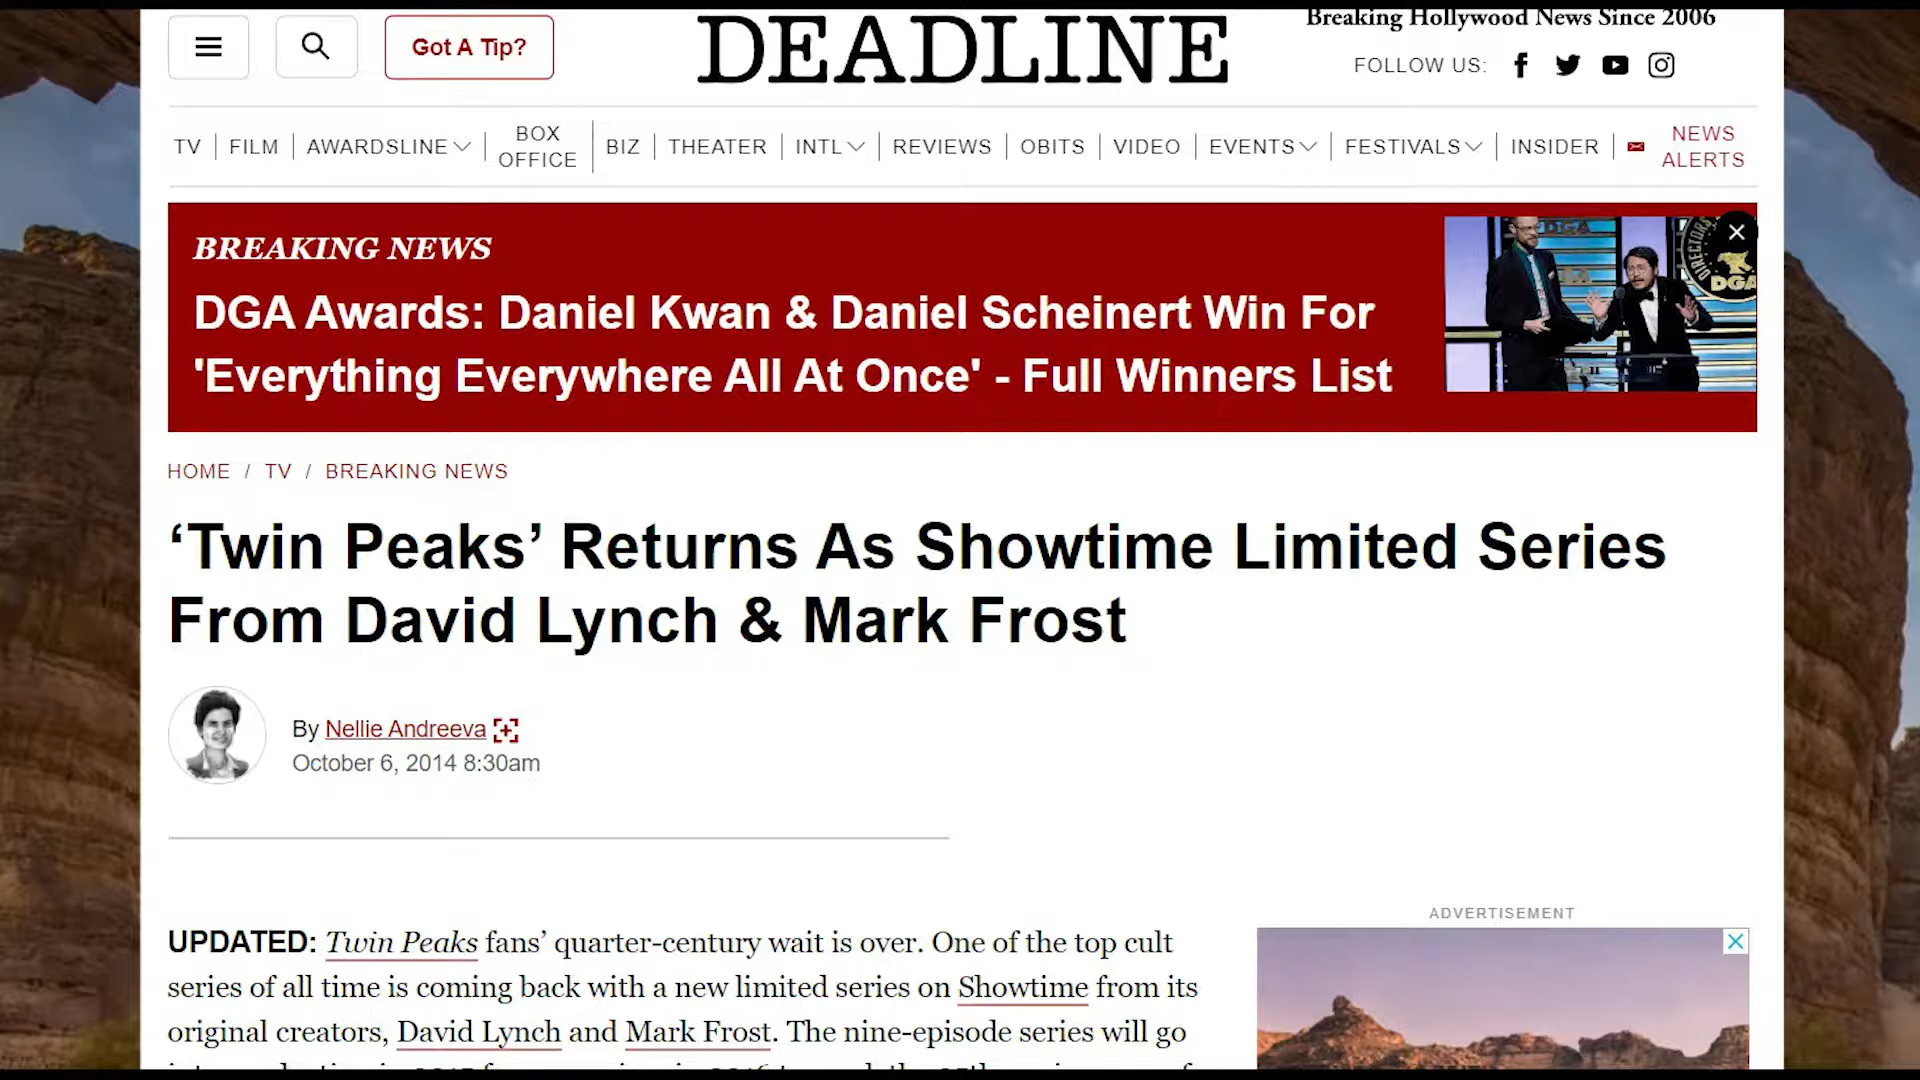 Breaking Hollywood News Since 2006
Got A Tip?
DEADLINE
FOLLOW US:
TV
FILM
AWARDSLINE
BOX OFFICE
BIZ
THEATER
INTL
REVIEWS
OBITS
VIDEO
EVENTS
FESTIVALS
INSIDER
NEWS ALERTS
BREAKING NEWS
DGA Awards: Daniel Kwan & Daniel Scheinert Win For
'Everything Everywhere All At Once' - Full Winners List
DGA
HOME / TV / BREAKING NEWS
‘Twin Peaks’ Returns As Showtime Limited Series
From David Lynch & Mark Frost
By Nellie Andreeva
October 6, 2014 8:30am
ADVERTISEMENT
UPDATED: Twin Peaks fans’ quarter-century wait is over. One of the top cult
series of all time is coming back with a new limited series on Showtime from its
original creators, David Lynch and Mark Frost. The nine-episode series will go